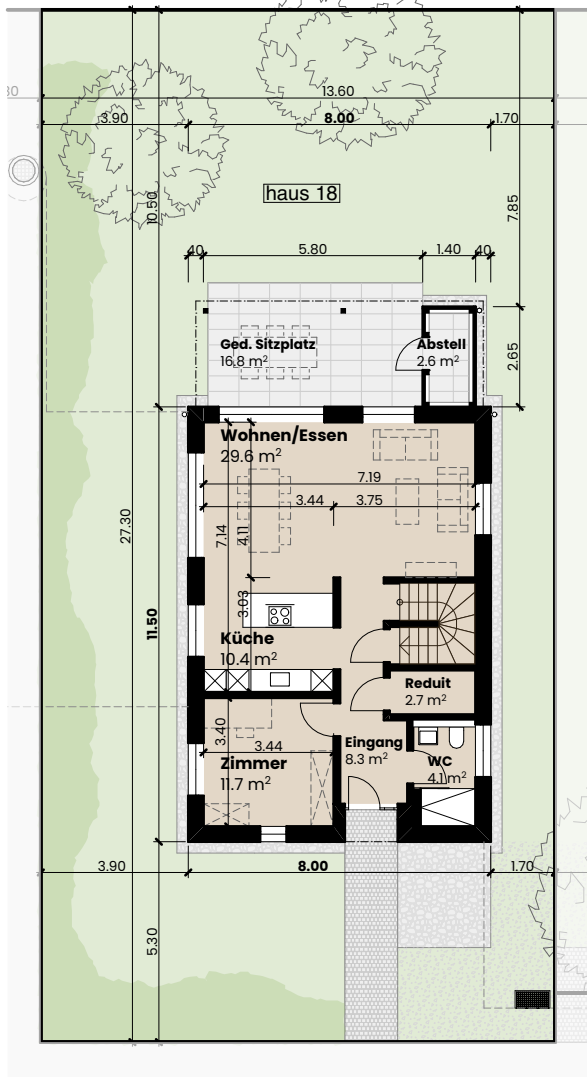 30
13.60
3.90
8.00
1.70
10.50
haus 18
7.85
40
5.80
1.40
40
Ged. Sitzplatz
16.8 m²
Abstell
2.6 m²
2.65
Wohnen/Essen
29.6 m²
7.19
3.44
3.75
7.14
4.11
27.30
3.03
11.50
Küche
10.4 m²
Reduit
2.7 m²
3.40
3.44
Eingang
8.3 m²
Zimmer
11.7 m²
WC
4.1 m²
3.90
8.00
1.70
5.30